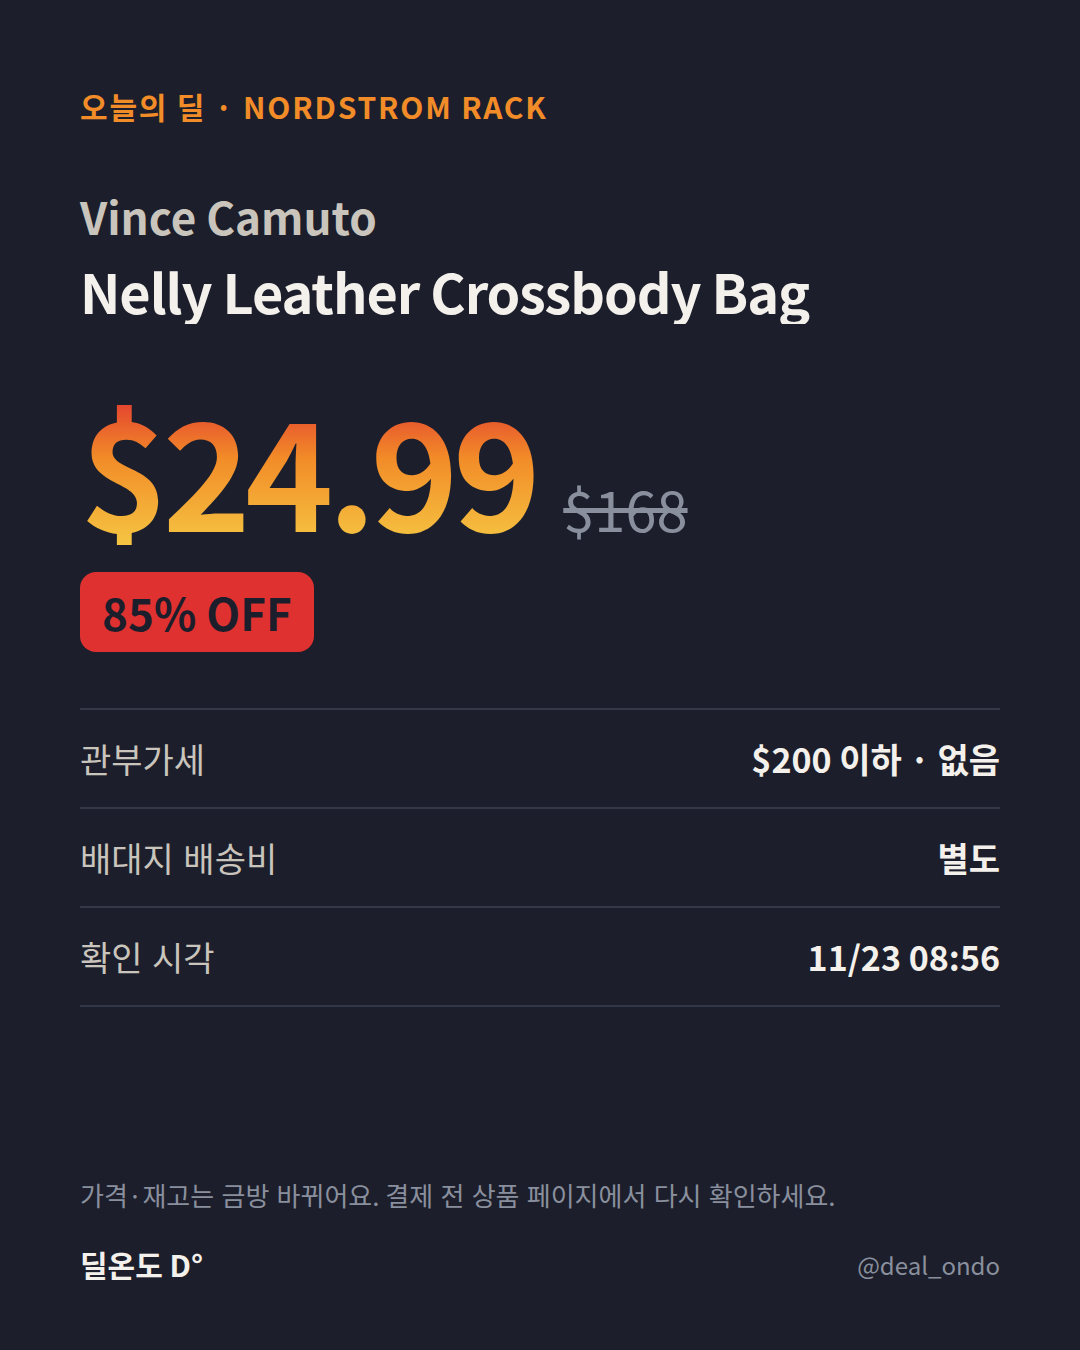 오늘의 딜 · NORDSTROM RACK
Vince Camuto
Nelly Leather Crossbody Bag
$24.99 $168
85% OFF
관부가세 $200 이하 · 없음
배대지 배송비 별도
확인 시각 11/23 08:56
가격·재고는 금방 바뀌어요. 결제 전 상품 페이지에서 다시 확인하세요.
딜온도 D° @deal_ondo